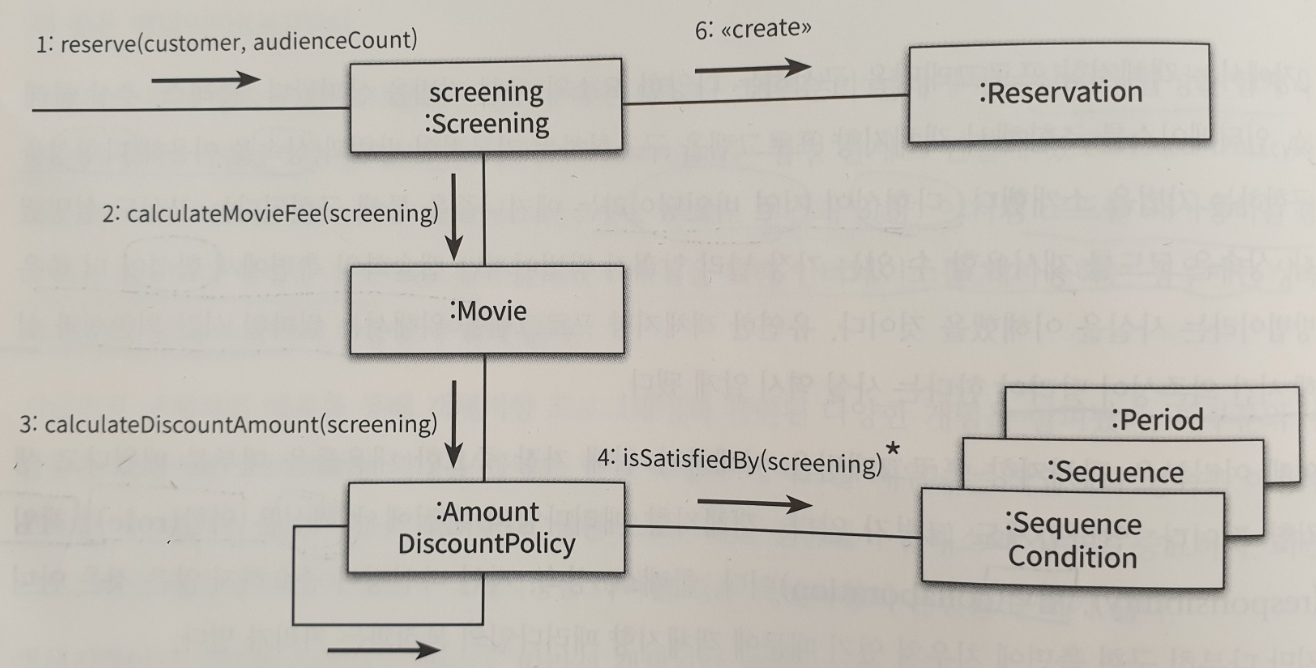 1: reserve(customer, audienceCount)
6: «create»
screening
:Screening
:Reservation
2: calculateMovieFee(screening)
:Movie
3: calculateDiscountAmount(screening)
4: isSatisfiedBy(screening)*
:Period
:Sequence
:Amount
DiscountPolicy
:Sequence
Condition